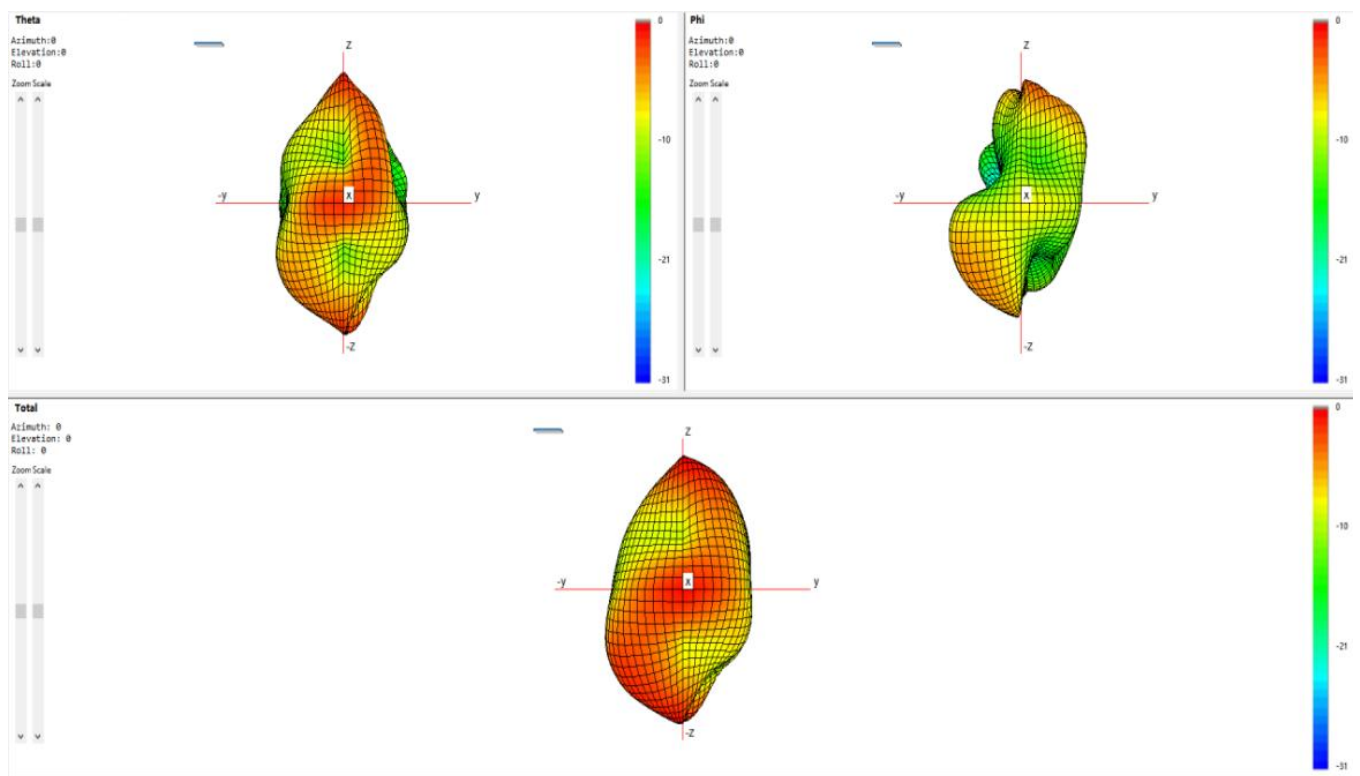 Theta
Azimuth:0
Elevation:0
Roll:0
Zoom Scale
Z
-y
X
y
-Z
0
-10
-21
-31
Phi
Azimuth:0
Elevation:0
Roll:0
Zoom Scale
Z
-y
X
y
-Z
0
-10
-21
-31
Total
Azimuth: 0
Elevation: 0
Roll: 0
Zoom Scale
Z
-y
X
y
-Z
0
-10
-21
-31